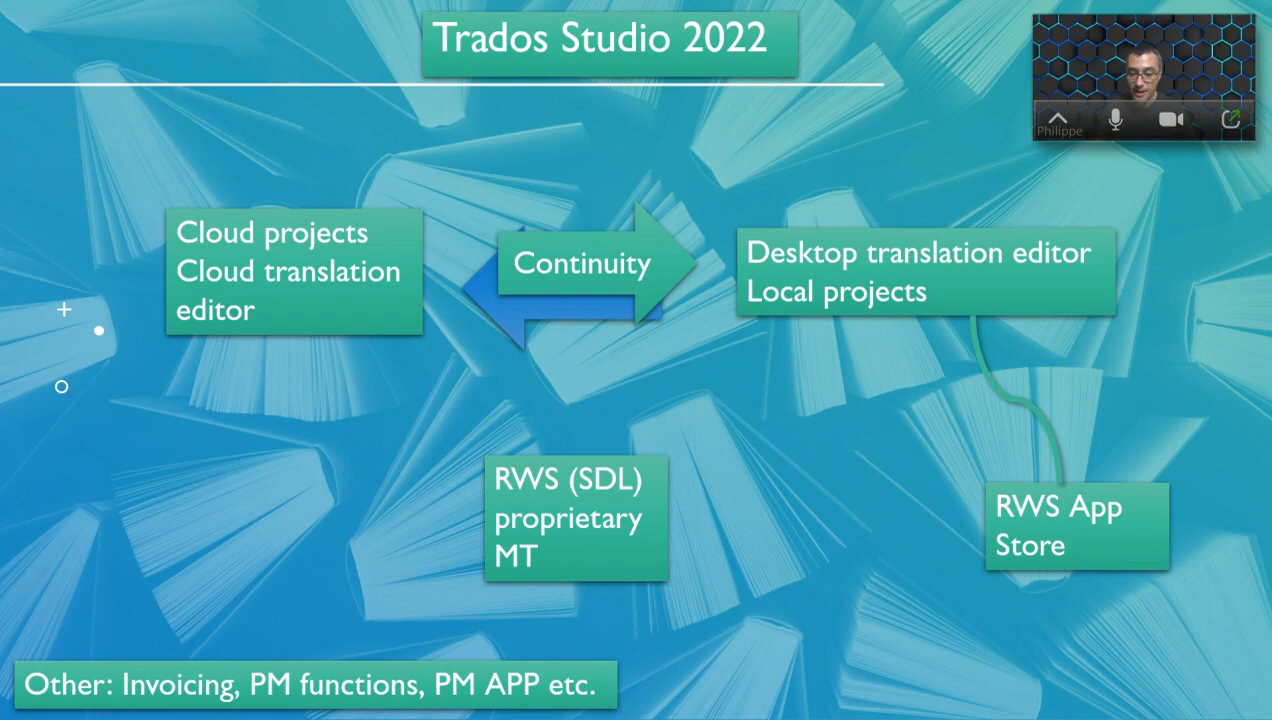 Trados Studio 2022
Philippe
Cloud projects
Cloud translation
editor
Continuity
Desktop translation editor
Local projects
RWS (SDL)
proprietary
MT
RWS App
Store
Other: Invoicing, PM functions, PM APP etc.